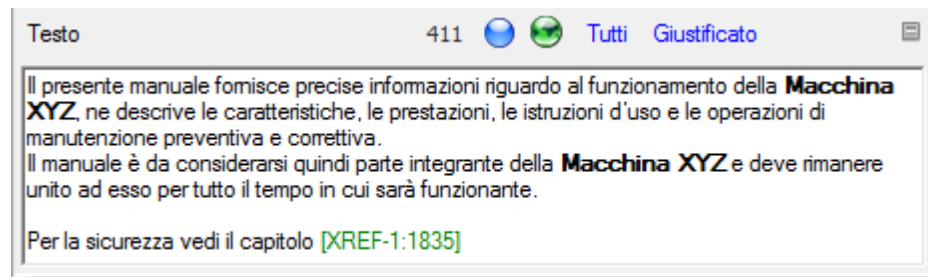 Testo 411 Tutti Giustificato
Il presente manuale fornisce precise informazioni riguardo al funzionamento della Macchina
XYZ, ne descrive le caratteristiche, le prestazioni, le istruzioni d'uso e le operazioni di
manutenzione preventiva e correttiva.
Il manuale è da considerarsi quindi parte integrante della Macchina XYZ e deve rimanere
unito ad esso per tutto il tempo in cui sarà funzionante.
Per la sicurezza vedi il capitolo [XREF-1:1835]